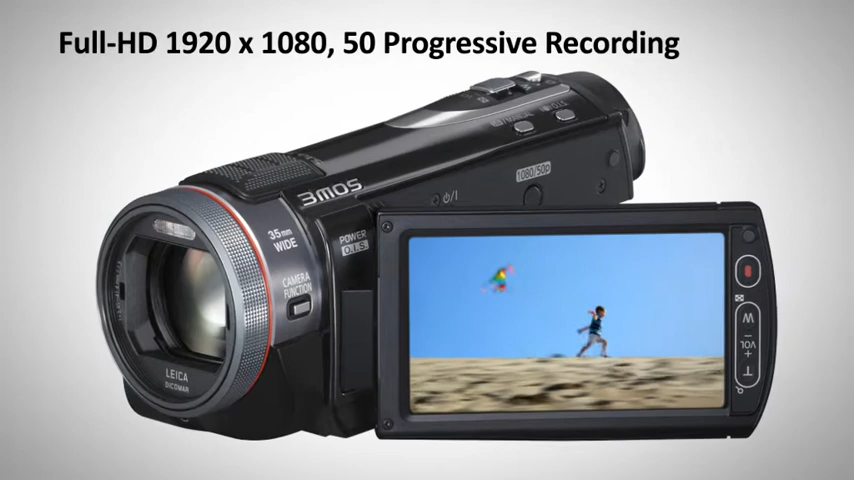 Full-HD 1920 x 1080, 50 Progressive Recording
1080/50p
3MOS
35mm
WIDE
POWER
O.I.S.
CAMERA
FUNCTION
LEICA
DICOMAR
W
VOL
T